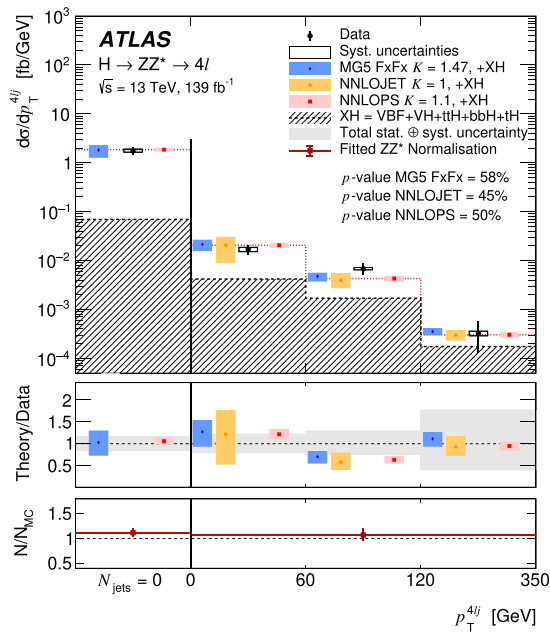 ATLAS
H → ZZ* → 4l
√s = 13 TeV, 139 fb⁻¹
Data
Syst. uncertainties
MG5 FxFx K = 1.47, +XH
NNLOJET K = 1, +XH
NNLOPS K = 1.1, +XH
XH = VBF+VH+ttH+bbH+tH
Total stat. ⊕ syst. uncertainty
Fitted ZZ* Normalisation
p-value MG5 FxFx = 58%
p-value NNLOJET = 45%
p-value NNLOPS = 50%
dσ/dp_T^4lj [fb/GeV]
10³
10²
10
1
10⁻¹
10⁻²
10⁻³
10⁻⁴
Theory/Data
2
1.5
1
0.5
N/N_MC
1.5
1
0.5
N_jets = 0
0
60
120
350
p_T^4lj [GeV]